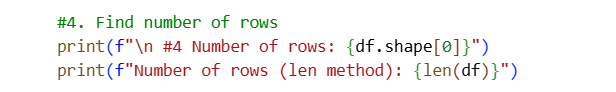 #4. Find number of rows
print(f"\n #4 Number of rows: {df.shape[0]}")
print(f"Number of rows (len method): {len(df)}")